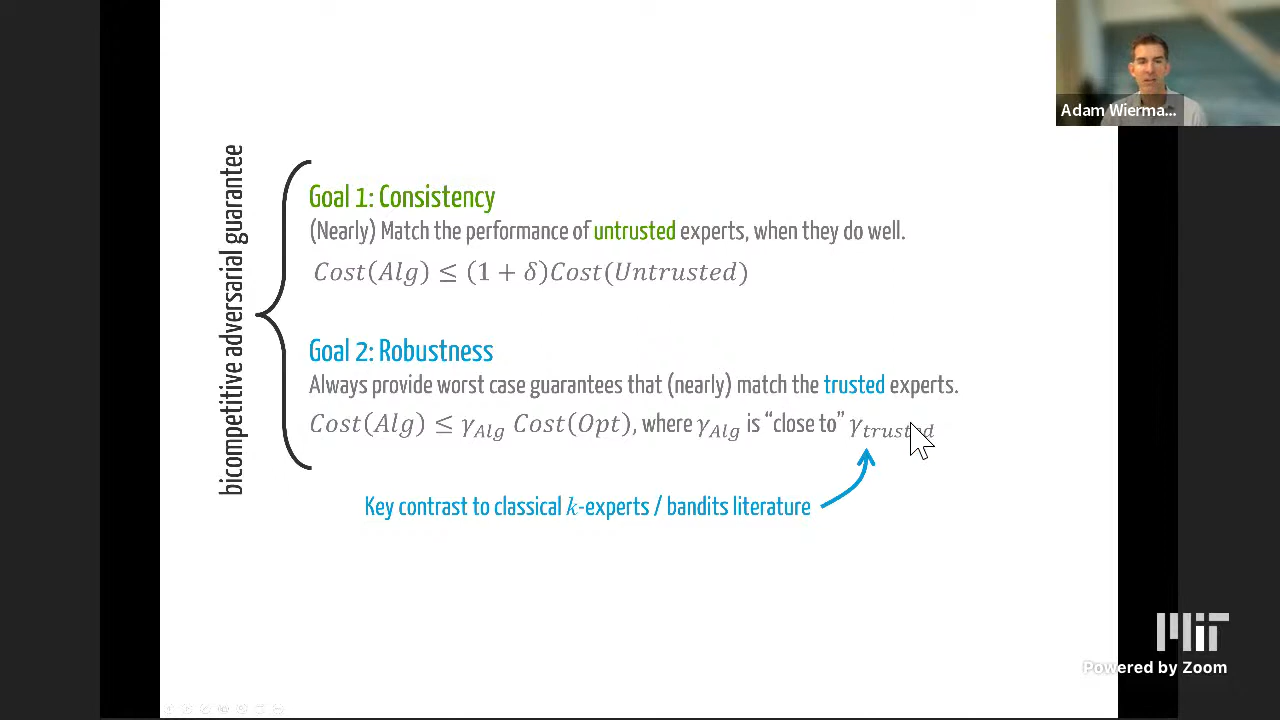 Adam Wierma...
bicompetitive adversarial guarantee
Goal 1: Consistency
(Nearly) Match the performance of untrusted experts, when they do well.
Cost(Alg) ≤ (1 + δ)Cost(Untrusted)
Goal 2: Robustness
Always provide worst case guarantees that (nearly) match the trusted experts.
Cost(Alg) ≤ γ_Alg Cost(Opt), where γ_Alg is “close to” γ_trusted
Key contrast to classical k-experts / bandits literature
MIT
Powered by Zoom